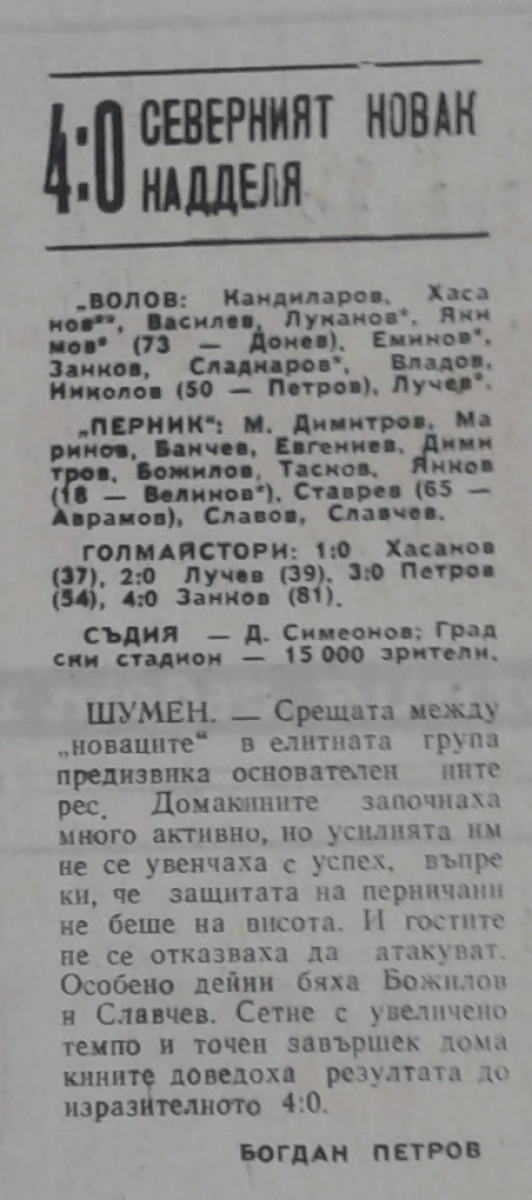 4:0 СЕВЕРНИЯТ НОВАК
НАДДЕЛЯ
„ВОЛОВ: Кандиларов, Хаса
нов**, Василев, Луканов*, Яки
мов* (73 — Донев), Еминов*,
Занков, Сладкаров*, Владов,
Николов (50 — Петров), Лучев*.
„ПЕРНИК“: М. Димитров, Ма
ринов, Банчев, Евгениев, Дими
тров, Божилов, Тасков, Янков
(18 — Велинов*), Ставрев (65 —
Аврамов), Славов, Славчев.
ГОЛМАЙСТОРИ: 1:0 Хасанов
(37), 2:0 Лучев (39), 3:0 Петров
(54), 4:0 Занков (81).
СЪДИЯ — Д. Симеонов; Град
ски стадион — 15 000 зрители.
ШУМЕН. — Срещата между
„новаците“ в елитната група
предизвика основателен инте
рес. Домакините започнаха
много активно, но усилията им
не се увенчаха с успех, въпре
ки, че защитата на перничани
не беше на висота. И гостите
не се отказваха да атакуват.
Особено дейни бяха Божилов
и Славчев. Сетне с увеличено
темпо и точен завършек дома
кините доведоха резултата до
изразителното 4:0.
БОГДАН ПЕТРОВ